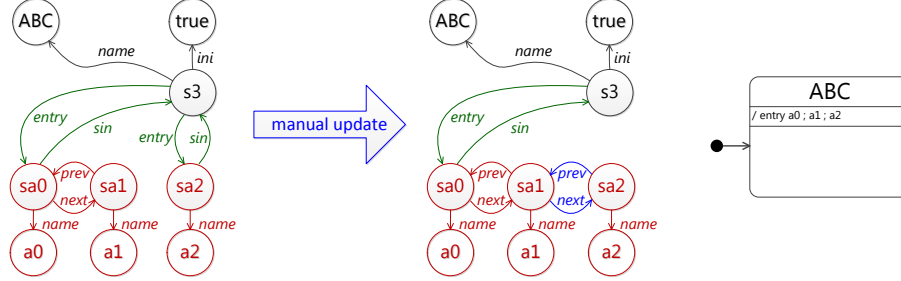 ABC
true
name
ini
s3
entry
sin
entry
sin
sa0
prev
next
sa1
sa2
name
name
name
a0
a1
a2
manual update
ABC
true
name
ini
s3
entry
sin
sa0
prev
next
sa1
prev
next
sa2
name
name
name
a0
a1
a2
ABC
/ entry a0 ; a1 ; a2